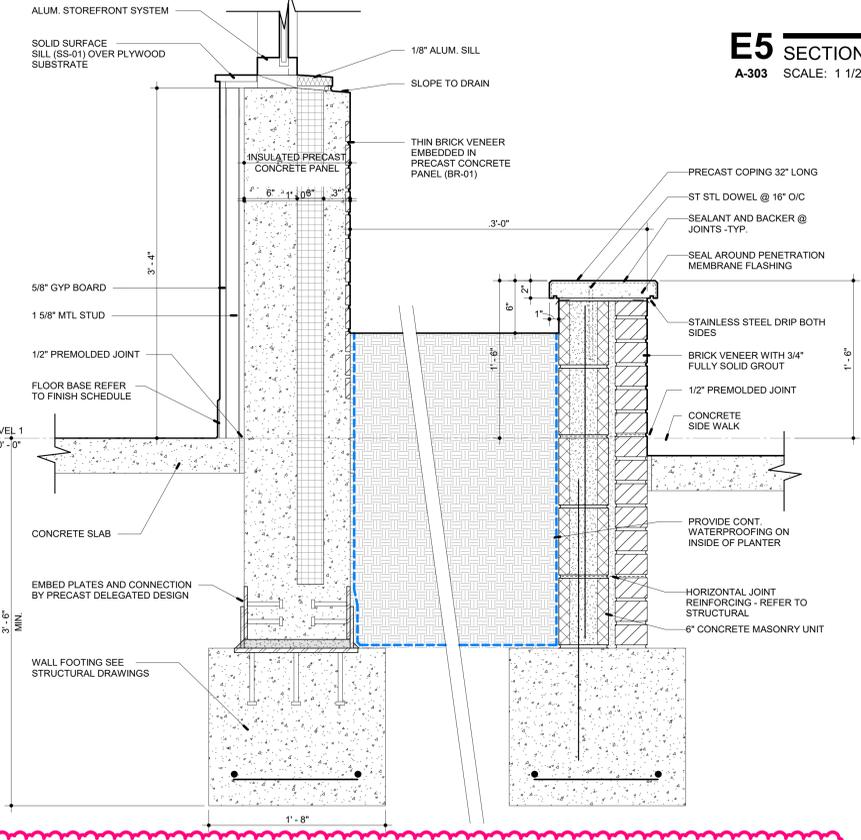 ALUM. STOREFRONT SYSTEM
SOLID SURFACE
SILL (SS-01) OVER PLYWOOD
SUBSTRATE
1/8" ALUM. SILL
SLOPE TO DRAIN
E5 SECTION
A-303 SCALE: 1 1/2
THIN BRICK VENEER
EMBEDDED IN
PRECAST CONCRETE
PANEL (BR-01)
INSULATED PRECAST
CONCRETE PANEL
6"
1'
3"
3'-0"
3' - 4"
PRECAST COPING 32" LONG
ST STL DOWEL @ 16" O/C
SEALANT AND BACKER @
JOINTS -TYP.
SEAL AROUND PENETRATION
MEMBRANE FLASHING
2"
6"
1"
1' - 6"
1' - 6"
STAINLESS STEEL DRIP BOTH
SIDES
BRICK VENEER WITH 3/4"
FULLY SOLID GROUT
1/2" PREMOLDED JOINT
CONCRETE
SIDE WALK
5/8" GYP BOARD
1 5/8" MTL STUD
1/2" PREMOLDED JOINT
FLOOR BASE REFER
TO FINISH SCHEDULE
VEL 1
0' - 0"
CONCRETE SLAB
PROVIDE CONT.
WATERPROOFING ON
INSIDE OF PLANTER
EMBED PLATES AND CONNECTION
BY PRECAST DELEGATED DESIGN
HORIZONTAL JOINT
REINFORCING - REFER TO
STRUCTURAL
6" CONCRETE MASONRY UNIT
3' - 6"
MIN.
WALL FOOTING SEE
STRUCTURAL DRAWINGS
1' - 8"